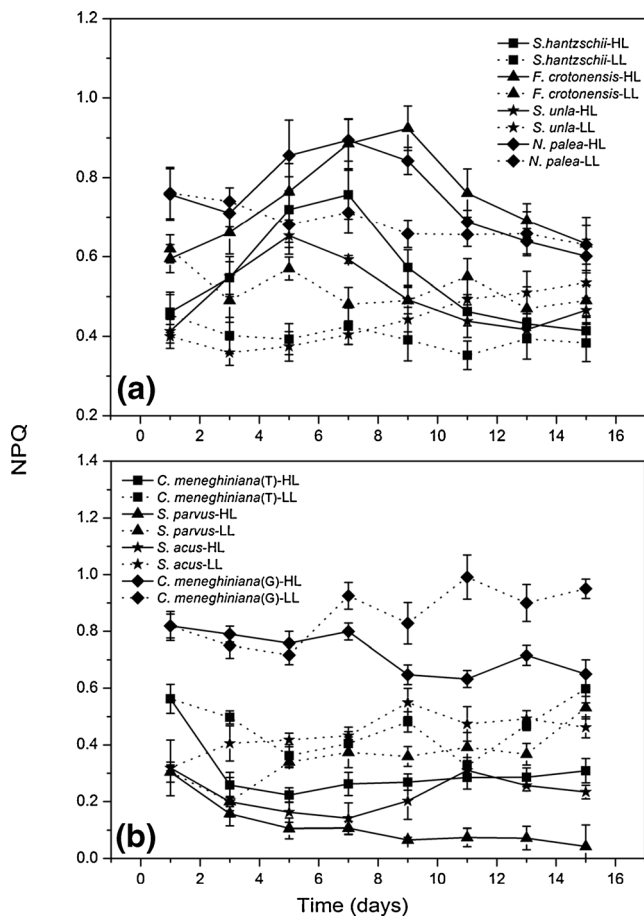 1.2
1.0
0.8
0.6
0.4
0.2
S.hantzschii-HL
S.hantzschii-LL
F. crotonensis-HL
F. crotonensis-LL
S. unla-HL
S. unla-LL
N. palea-HL
N. palea-LL
(a)
0 2 4 6 8 10 12 14 16
NPQ
1.4
1.2
1.0
0.8
0.6
0.4
0.2
0.0
C. meneghiniana(T)-HL
C. meneghiniana(T)-LL
S. parvus-HL
S. parvus-LL
S. acus-HL
S. acus-LL
C. meneghiniana(G)-HL
C. meneghiniana(G)-LL
(b)
0 2 4 6 8 10 12 14 16
Time (days)